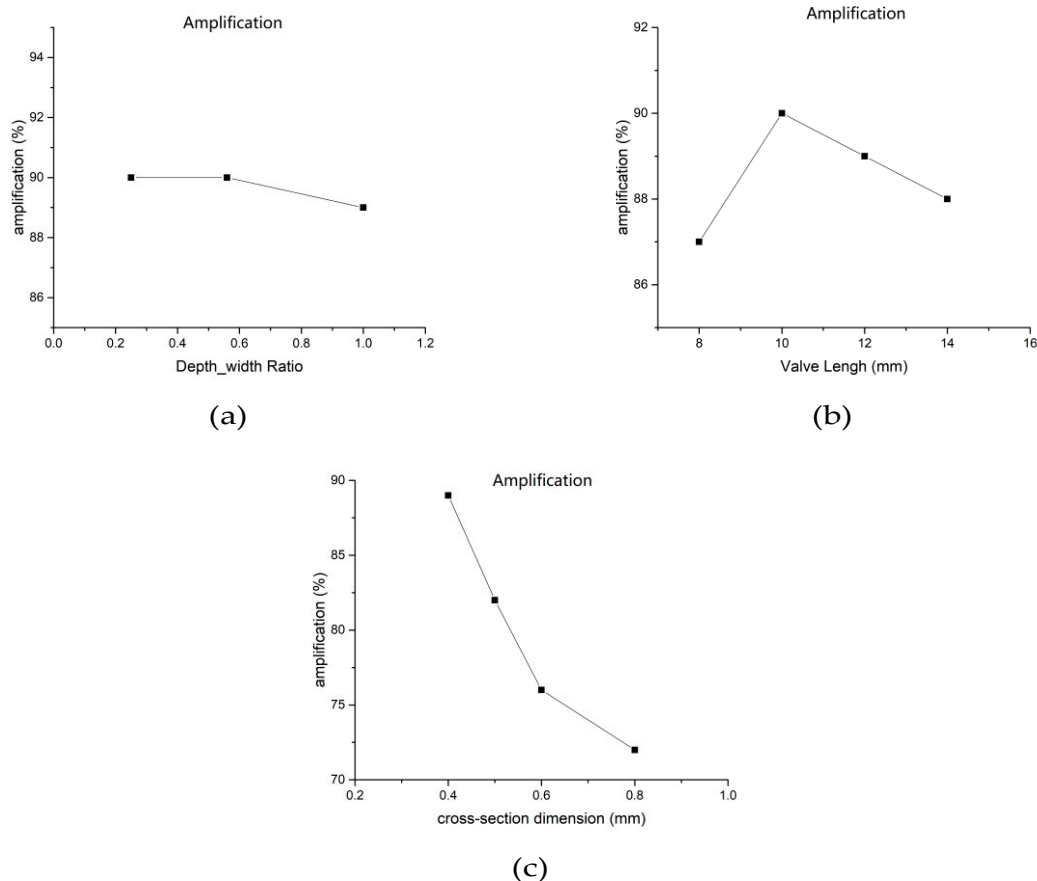 Amplification
amplification (%)
94
92
90
88
86
0.0 0.2 0.4 0.6 0.8 1.0 1.2
Depth_width Ratio
(a)
Amplification
amplification (%)
92
90
88
86
8 10 12 14 16
Valve Lengh (mm)
(b)
Amplification
amplification (%)
90
85
80
75
70
0.2 0.4 0.6 0.8 1.0
cross-section dimension (mm)
(c)